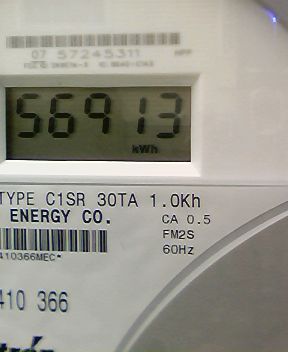 07 57245311
56913
kWh
TYPE C1SR 30TA 1.0Kh
ENERGY CO.
CA 0.5
FM2S
60Hz
410366MEC*
410 366